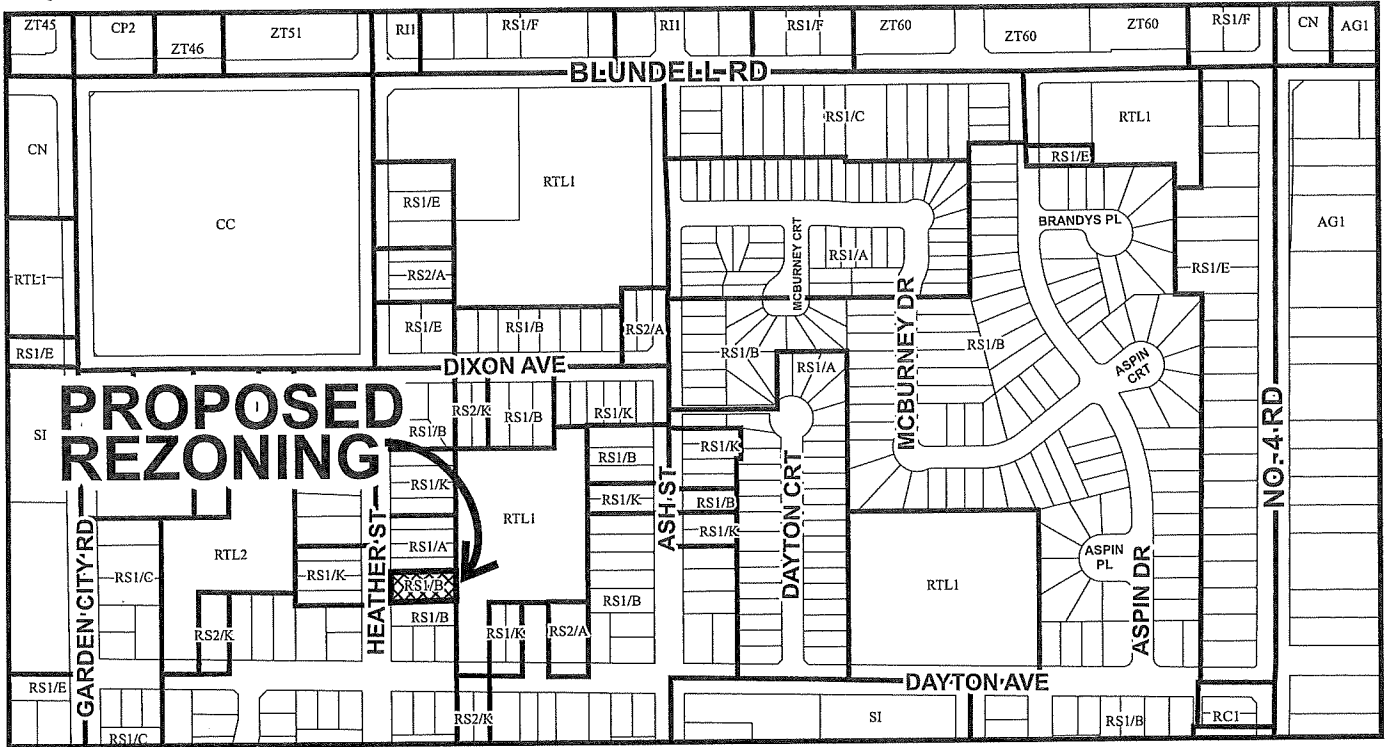 ZT45
CP2
ZT46
ZT51
RI1
RS1/F
RI1
RS1/F
ZT60
ZT60
ZT60
RS1/F
CN
AG1
BLUNDELL RD
CN
CC
RTL1
RS1/C
RTL1
RS1/E
RS1/E
RS2/A
RS1/E
RS1/B
RS2/A
MCBURNEY CRT
RS1/A
MCBURNEY DR
BRANDYS PL
RS1/E
AG1
RTL1
RS1/E
DIXON AVE
RS1/B
RS1/A
RS1/B
ASPIN
CRT
PROPOSED
REZONING
SI
RS1/B
RS2/K
RS1/B
RS1/K
RS1/K
RTL1
RS1/B
RS1/K
ASH ST
RS1/K
RS1/B
RS1/K
DAYTON CRT
NO. 4 RD
GARDEN CITY RD
RS1/C
RTL2
RS1/K
HEATHER ST
RS1/A
RS1/B
RS1/B
RS2/K
RS1/K
RS2/A
RS1/B
RTL1
ASPIN
PL
ASPIN DR
DAYTON AVE
RS1/E
RS1/C
RS2/K
SI
RS1/B
RC1